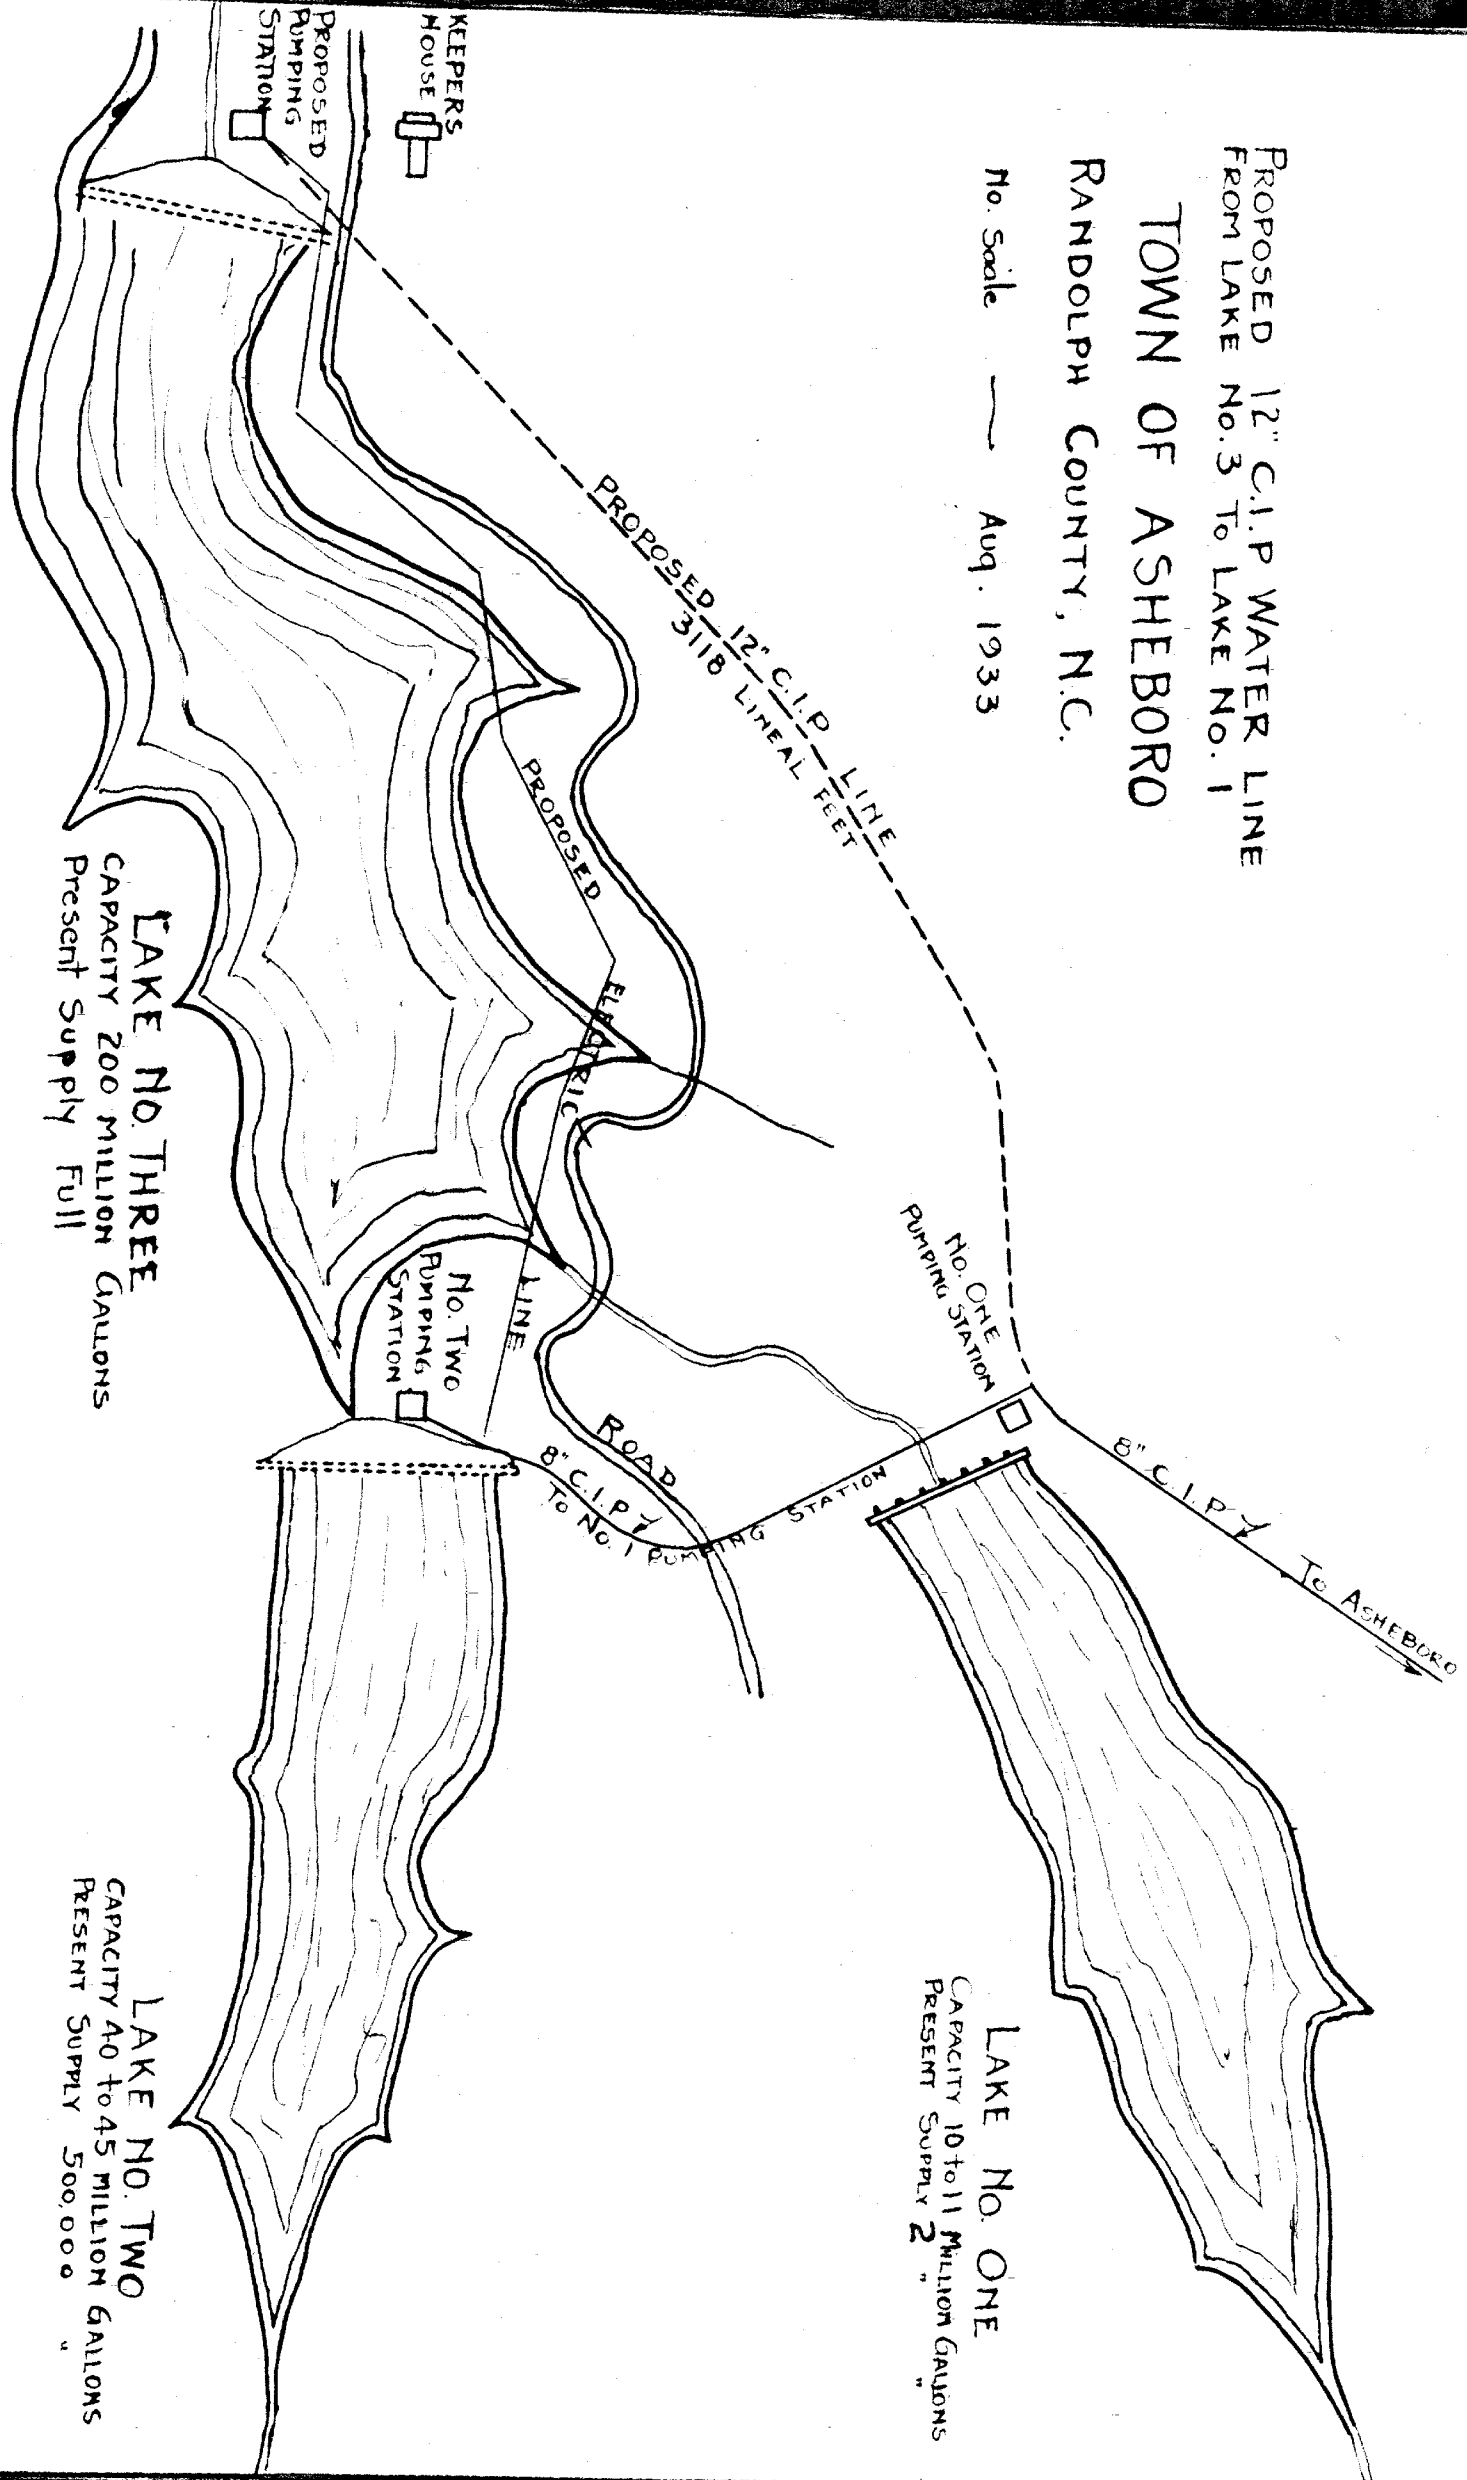 PROPOSED 12" C.I.P WATER LINE
FROM LAKE No. 3 To LAKE No. 1
TOWN OF ASHEBORO
RANDOLPH COUNTY, N.C.
No. Scale — Aug. 1933
KEEPERS
HOUSE
PROPOSED
PUMPING
STATION
PROPOSED 12" C.I.P LINE
3118 LINEAL FEET
PROPOSED ELECTRIC LINE
No. ONE
PUMPING STATION
8" C.I.P
To ASHEBORO
No. TWO
PUMPING
STATION
ROAD
8" C.I.P
To No. 1 PUMPING STATION
LAKE NO. THREE
CAPACITY 200 MILLION GALLONS
Present Supply Full
LAKE No. ONE
CAPACITY 10 to 11 MILLION GALLONS
PRESENT SUPPLY 2 " "
LAKE NO. TWO
CAPACITY 40 to 45 MILLION GALLONS
PRESENT SUPPLY 500,000 "